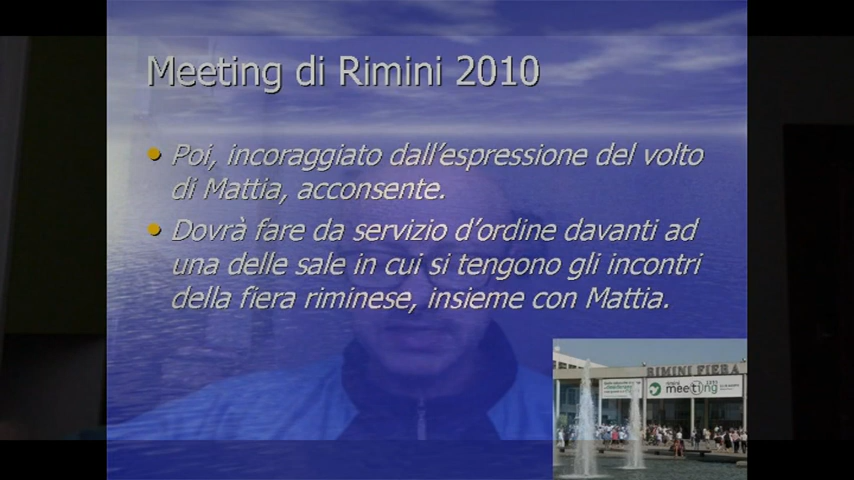 Meeting di Rimini 2010
• Poi, incoraggiato dall'espressione del volto
di Mattia, acconsente.
• Dovrà fare da servizio d'ordine davanti ad
una delle sale in cui si tengono gli incontri
della fiera riminese, insieme con Mattia.
RIMINI FIERA
meeting